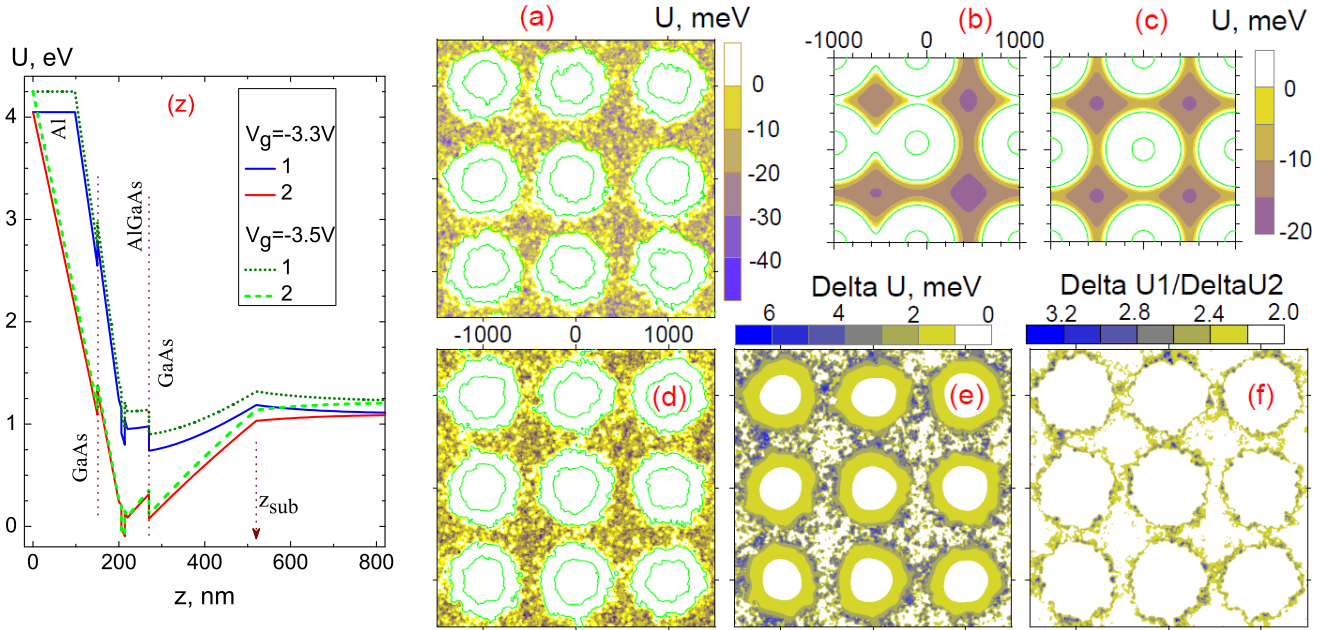 U, eV
(z)
4
3
2
1
0
0
200
400
600
800
z, nm
Al
GaAs
AlGaAs
GaAs
z_sub
V_g=-3.3V
1
2
V_g=-3.5V
1
2
(a)
U, meV
0
-10
-20
-30
-40
-1000
0
1000
(b)
-1000
0
1000
(c)
U, meV
0
-10
-20
(d)
Delta U, meV
6
4
2
0
(e)
Delta U1/DeltaU2
3.2
2.8
2.4
2.0
(f)